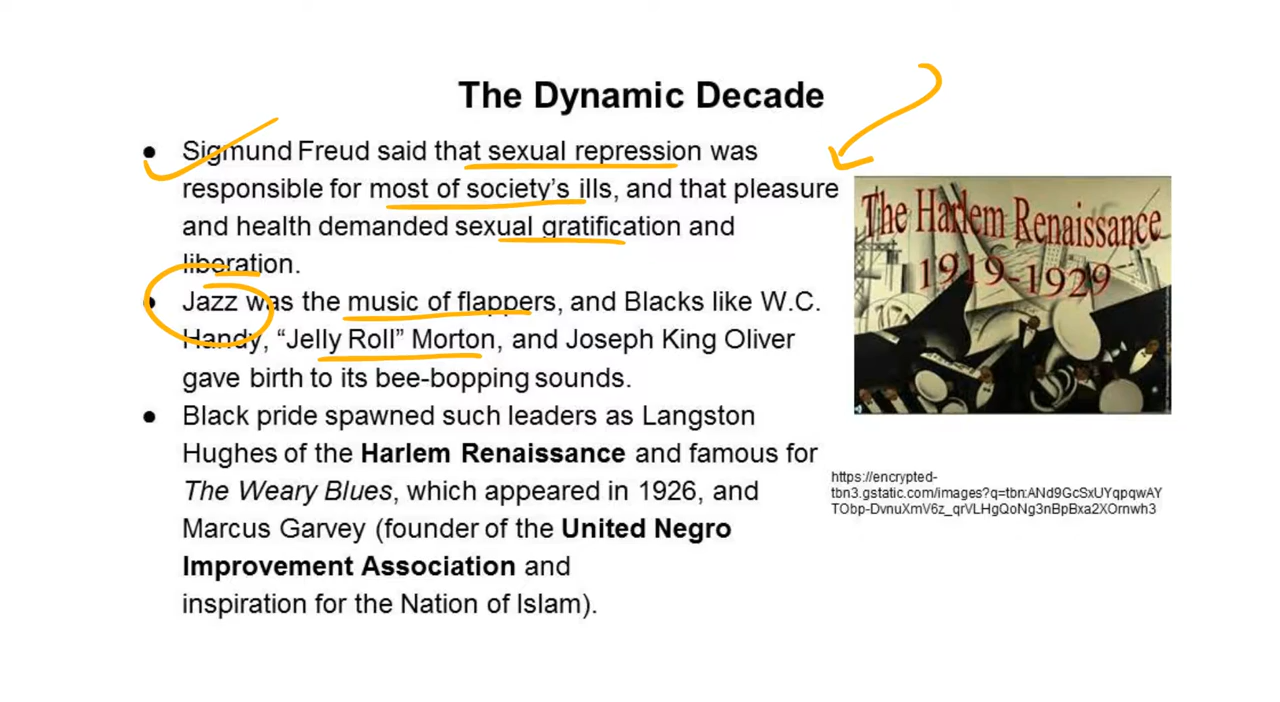 The Dynamic Decade
● Sigmund Freud said that sexual repression was
responsible for most of society's ills, and that pleasure
and health demanded sexual gratification and
liberation.
● Jazz was the music of flappers, and Blacks like W.C.
Handy, “Jelly Roll” Morton, and Joseph King Oliver
gave birth to its bee-bopping sounds.
● Black pride spawned such leaders as Langston
Hughes of the Harlem Renaissance and famous for
The Weary Blues, which appeared in 1926, and
Marcus Garvey (founder of the United Negro
Improvement Association and
inspiration for the Nation of Islam).
The Harlem Renaissance
1919-1929
https://encrypted-
tbn3.gstatic.com/images?q=tbn:ANd9GcSxUYqpqwAY
TObp-DvnuXmV6z_qrVLHgQoNg3nBpBxa2XOrnwh3